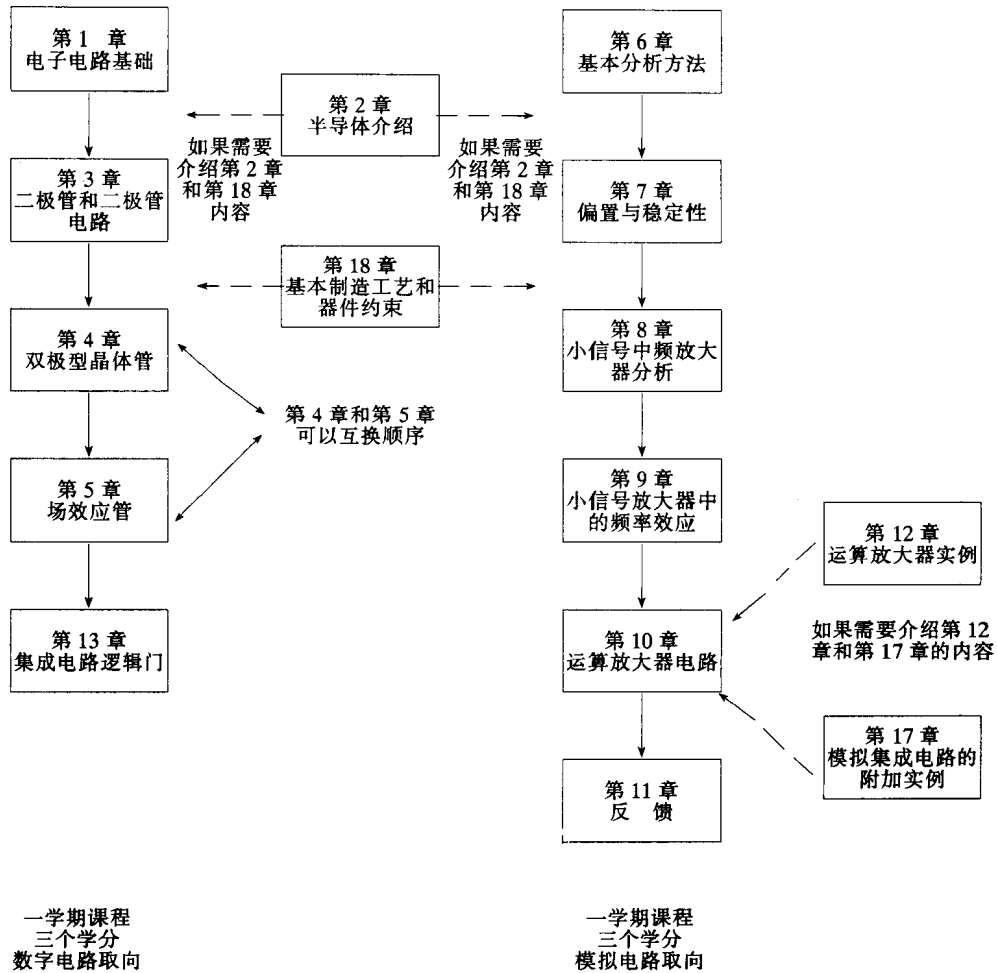 第 1 章
电子电路基础
第 2 章
半导体介绍
第 6 章
基本分析方法
如果需要
介绍第 2 章
和第 18 章
内容
如果需要
介绍第 2 章
和第 18 章
内容
第 3 章
二极管和二极管
电路
第 7 章
偏置与稳定性
第 18 章
基本制造工艺和
器件约束
第 4 章
双极型晶体管
第 8 章
小信号中频放大
器分析
第 4 章和第 5 章
可以互换顺序
第 5 章
场效应管
第 9 章
小信号放大器中
的频率效应
第 12 章
运算放大器实例
第 13 章
集成电路逻辑门
第 10 章
运算放大器电路
如果需要介绍第 12
章和第 17 章的内容
第 17 章
模拟集成电路的
附加实例
第 11 章
反 馈
一学期课程
三个学分
数字电路取向
一学期课程
三个学分
模拟电路取向